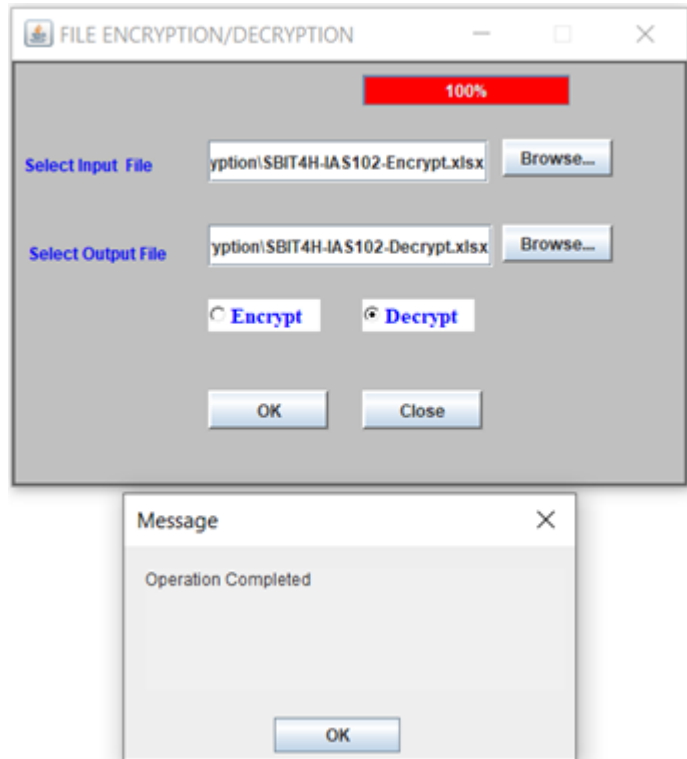 FILE ENCRYPTION/DECRYPTION
100%
Select Input File
yption\SBIT4H-IAS102-Encrypt.xlsx
Browse...
Select Output File
ryption\SBIT4H-IAS102-Decrypt.xlsx
Browse...
Encrypt
Decrypt
OK
Close
Message
Operation Completed
OK